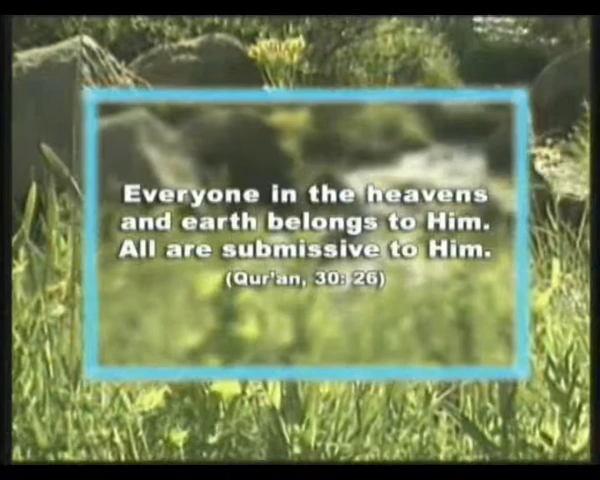 Everyone in the heavens
and earth belongs to Him.
All are submissive to Him.
(Qur'an, 30: 26)